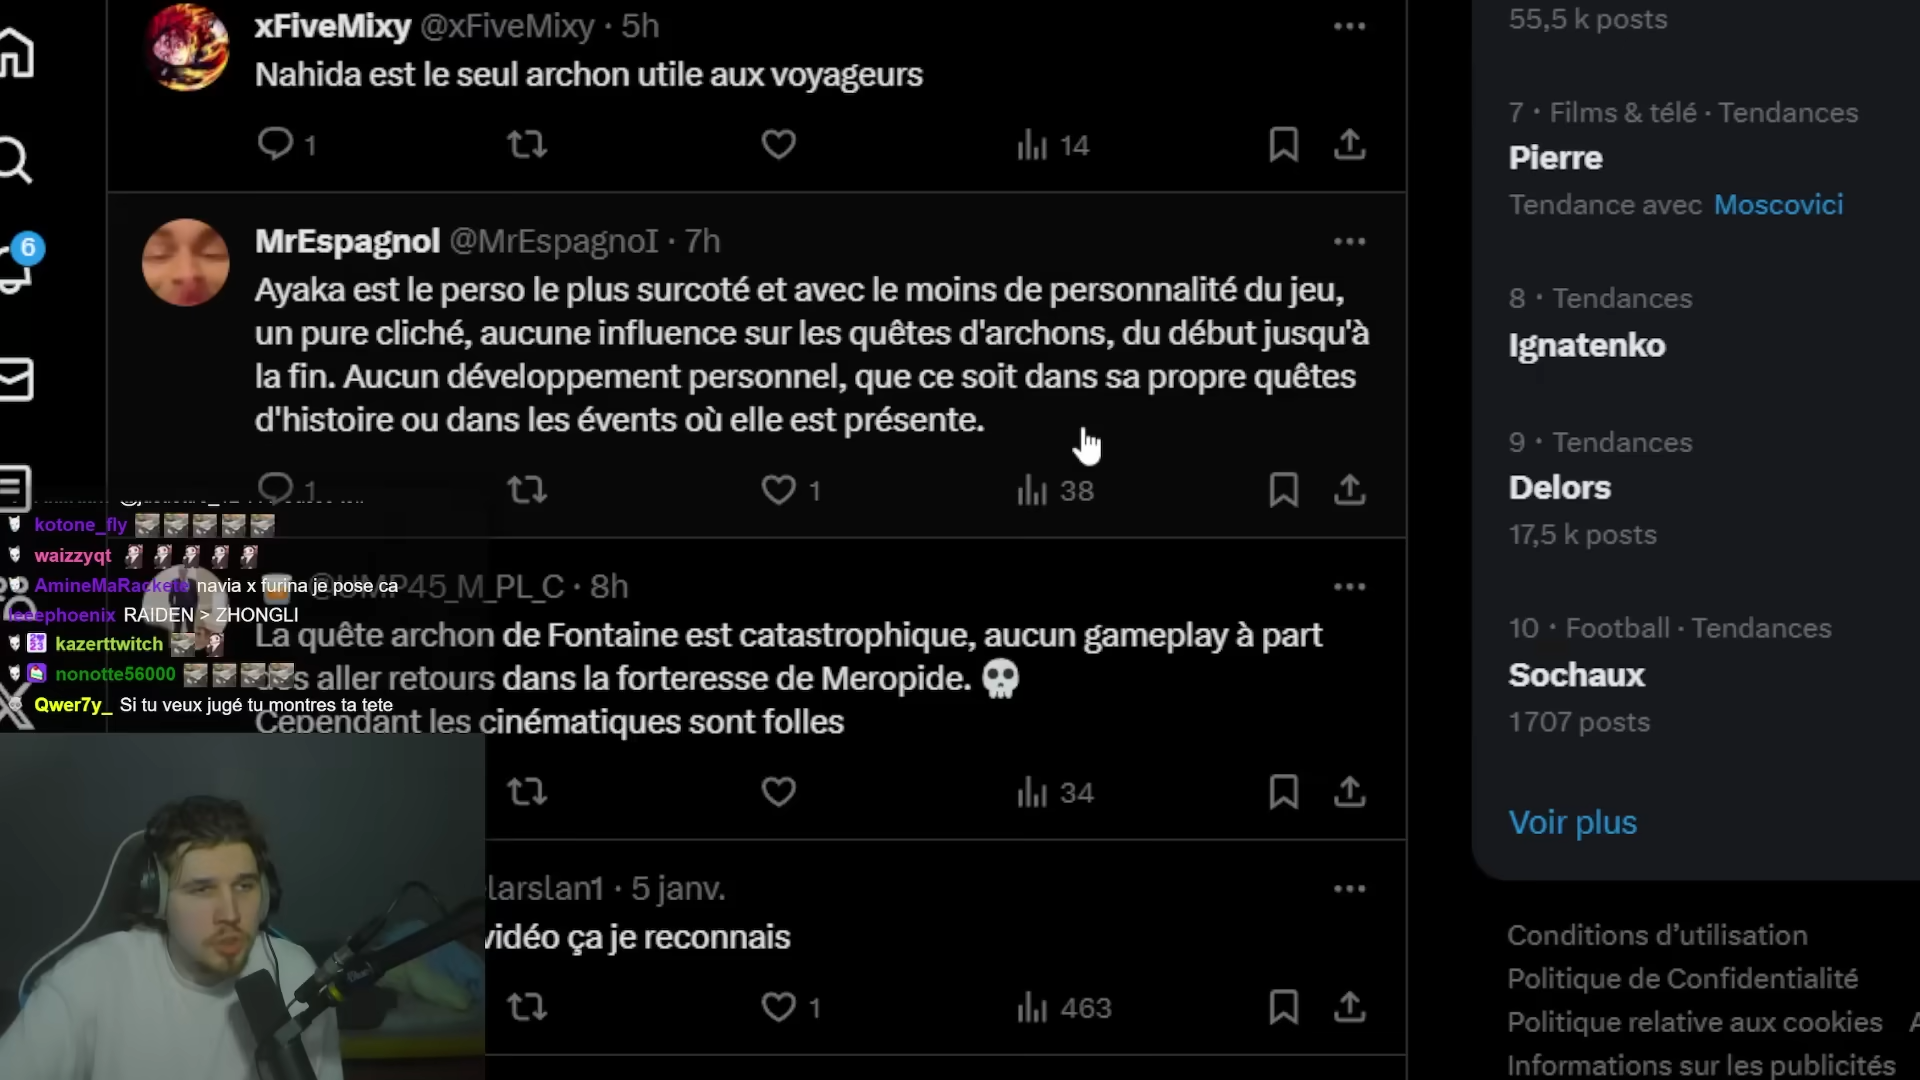 xFiveMixy @xFiveMixy · 5h
Nahida est le seul archon utile aux voyageurs
1
14
6
MrEspagnol @MrEspagnoI · 7h
Ayaka est le perso le plus surcoté et avec le moins de personnalité du jeu,
un pure cliché, aucune influence sur les quêtes d'archons, du début jusqu'à
la fin. Aucun développement personnel, que ce soit dans sa propre quêtes
d'histoire ou dans les évents où elle est présente.
1
1
38
@UMP45_M_PL_C · 8h
La quête archon de Fontaine est catastrophique, aucun gameplay à part
aller retours dans la forteresse de Meropide. 💀
Cependant les cinématiques sont folles
34
larslan1 · 5 janv.
vidéo ça je reconnais
1
463
kotone_fly
waizzyqt
AmineMaRackete navia x furina je pose ca
leeephoenix RAIDEN > ZHONGLI
kazerttwitch
nonotte56000
Qwer7y_ Si tu veux jugé tu montres ta tete
55,5 k posts
7 · Films & télé · Tendances
Pierre
Tendance avec Moscovici
8 · Tendances
Ignatenko
9 · Tendances
Delors
17,5 k posts
10 · Football · Tendances
Sochaux
1 707 posts
Voir plus
Conditions d'utilisation
Politique de Confidentialité
Politique relative aux cookies
Informations sur les publicités